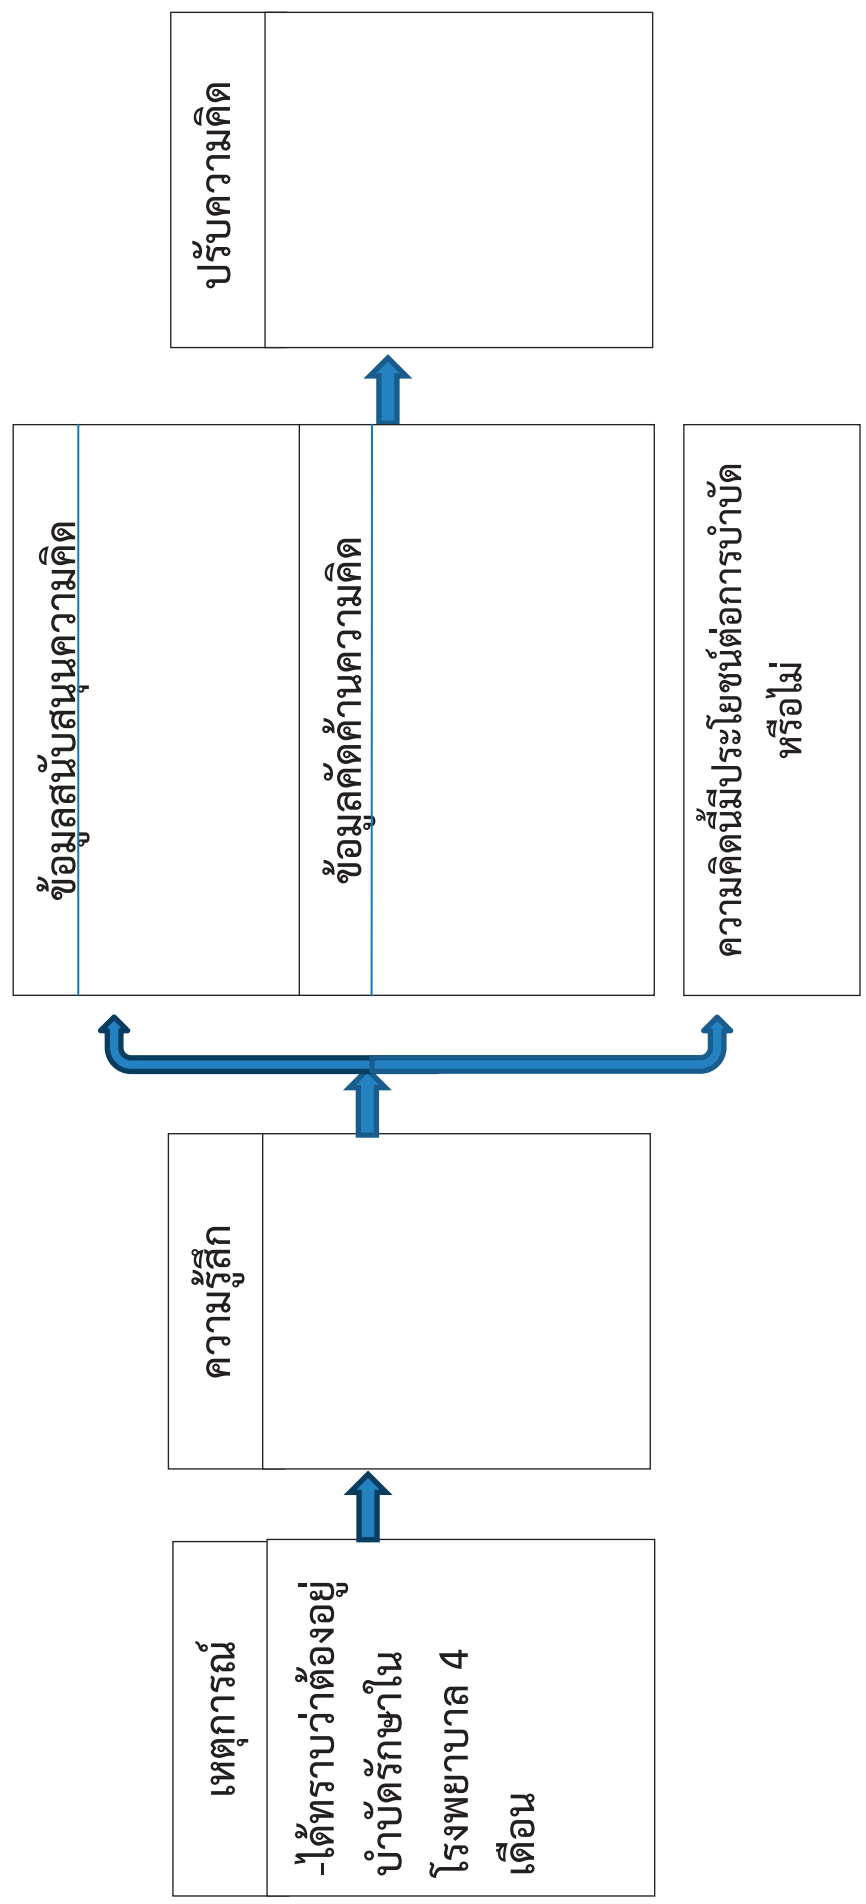 เหตุการณ์
-ได้ทราบว่าต้องอยู่
บำบัดรักษาใน
โรงพยาบาล 4
เดือน
ความรู้สึก
ข้อมูลสนับสนุนความคิด
ข้อมูลคัดค้านความคิด
ความคิดนี้มีประโยชน์ต่อการบำบัด
หรือไม่
ปรับความคิด